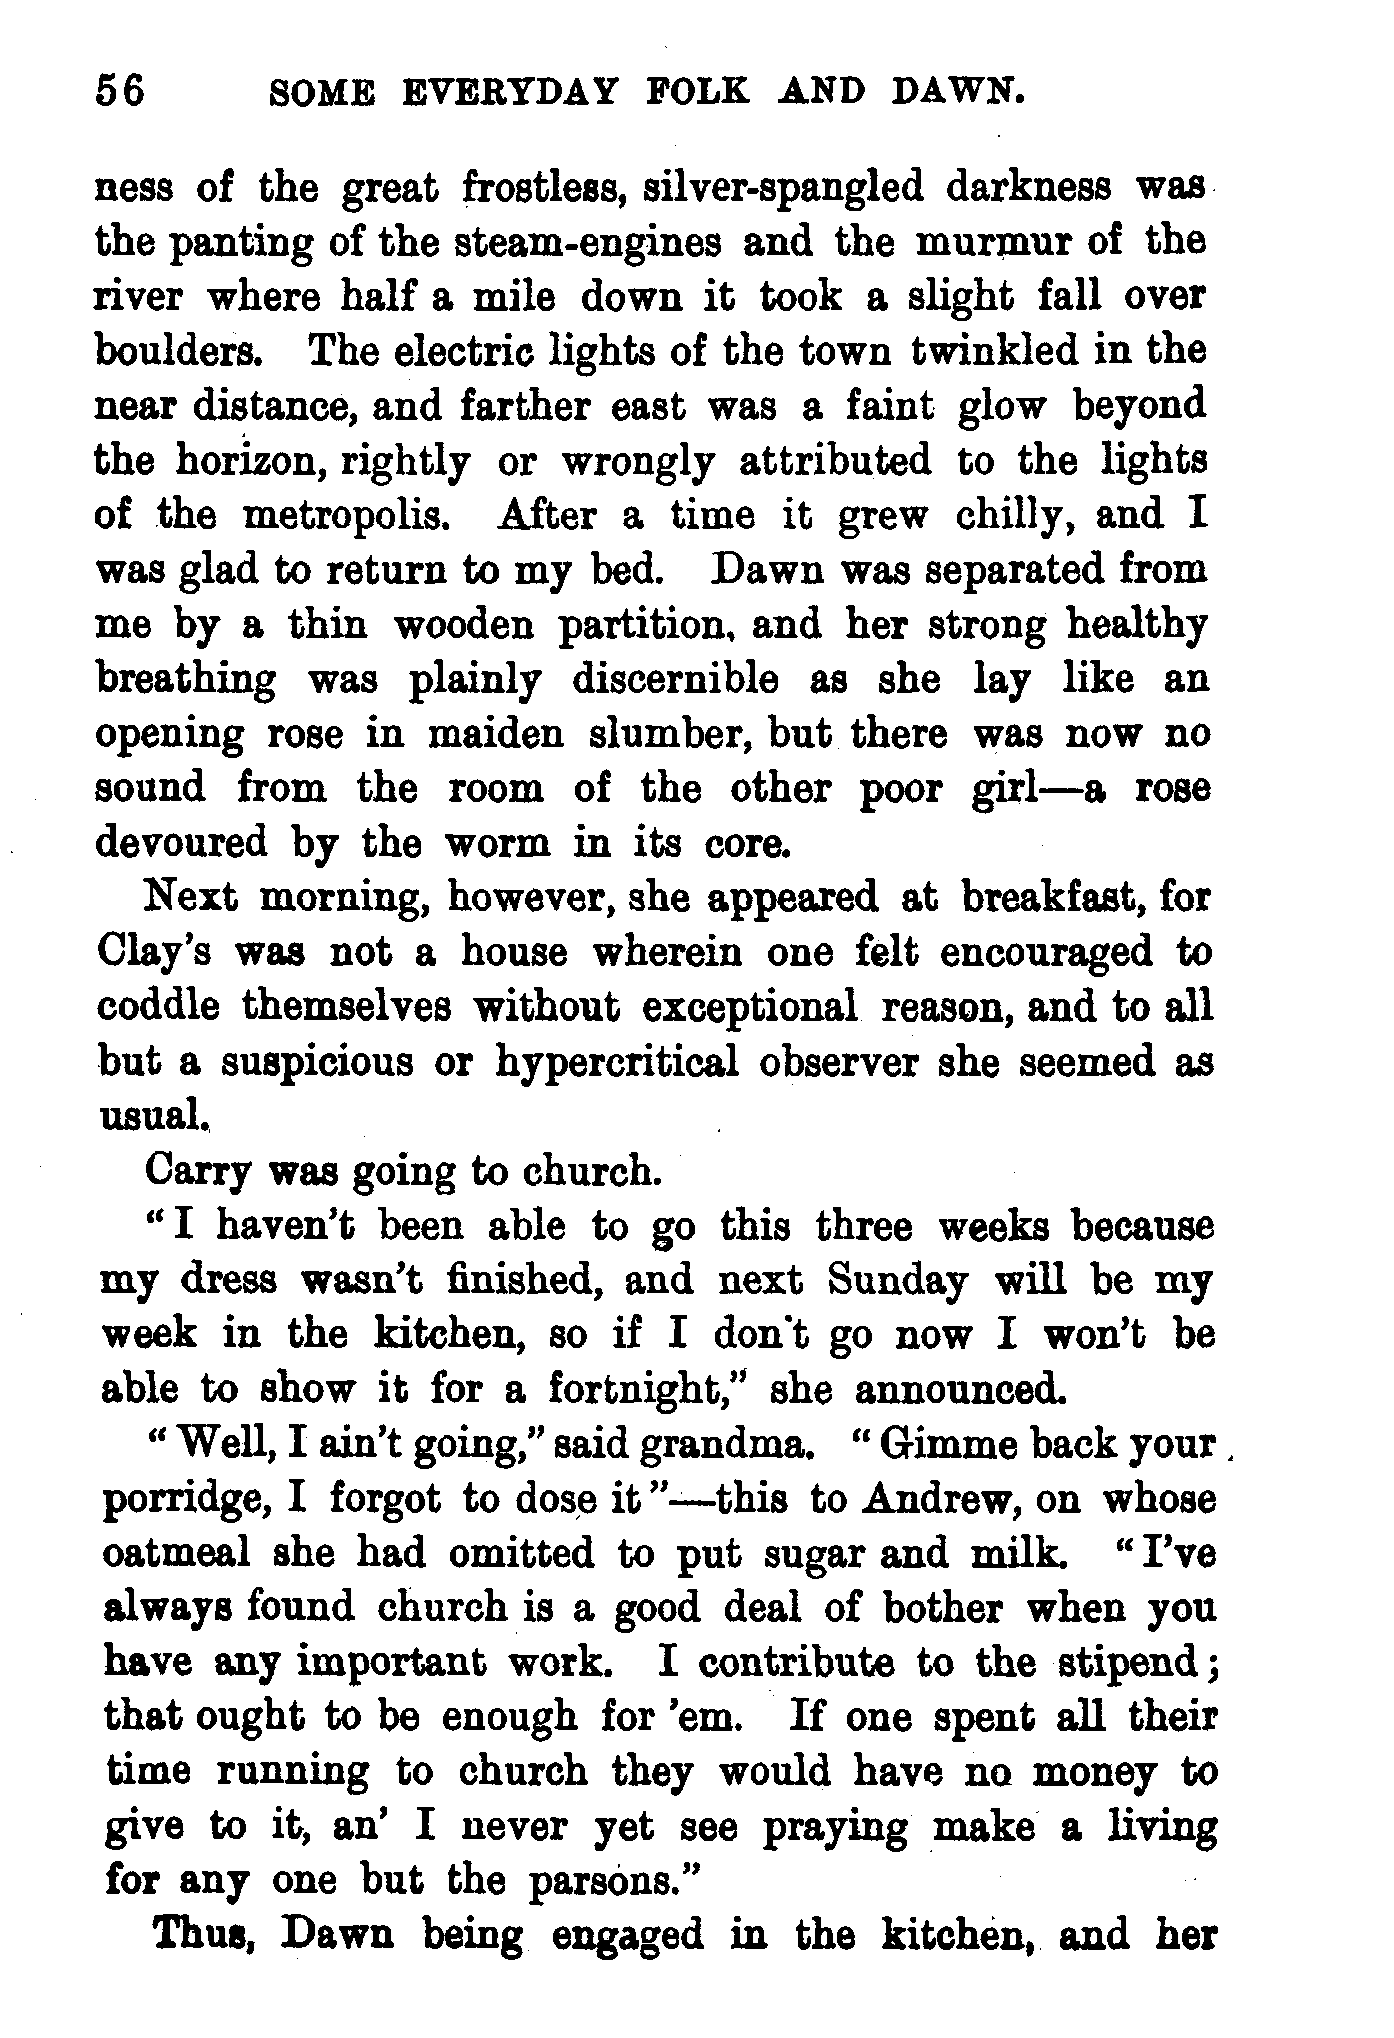 56 SOME EVERYDAY FOLK AND DAWN.
ness of the great frostless, silver-spangled darkness was
the panting of the steam-engines and the murmur of the
river where half a mile down it took a slight fall over
boulders. The electric lights of the town twinkled in the
near distance, and farther east was a faint glow beyond
the horizon, rightly or wrongly attributed to the lights
of the metropolis. After a time it grew chilly, and I
was glad to return to my bed. Dawn was separated from
me by a thin wooden partition, and her strong healthy
breathing was plainly discernible as she lay like an
opening rose in maiden slumber, but there was now no
sound from the room of the other poor girl—a rose
devoured by the worm in its core.
Next morning, however, she appeared at breakfast, for
Clay's was not a house wherein one felt encouraged to
coddle themselves without exceptional reason, and to all
but a suspicious or hypercritical observer she seemed as
usual.
Carry was going to church.
"I haven't been able to go this three weeks because
my dress wasn't finished, and next Sunday will be my
week in the kitchen, so if I don't go now I won't be
able to show it for a fortnight," she announced.
"Well, I ain't going," said grandma. "Gimme back your
porridge, I forgot to dose it"—this to Andrew, on whose
oatmeal she had omitted to put sugar and milk. "I've
always found church is a good deal of bother when you
have any important work. I contribute to the stipend;
that ought to be enough for 'em. If one spent all their
time running to church they would have no money to
give to it, an' I never yet see praying make a living
for any one but the parsons."
Thus, Dawn being engaged in the kitchen, and her